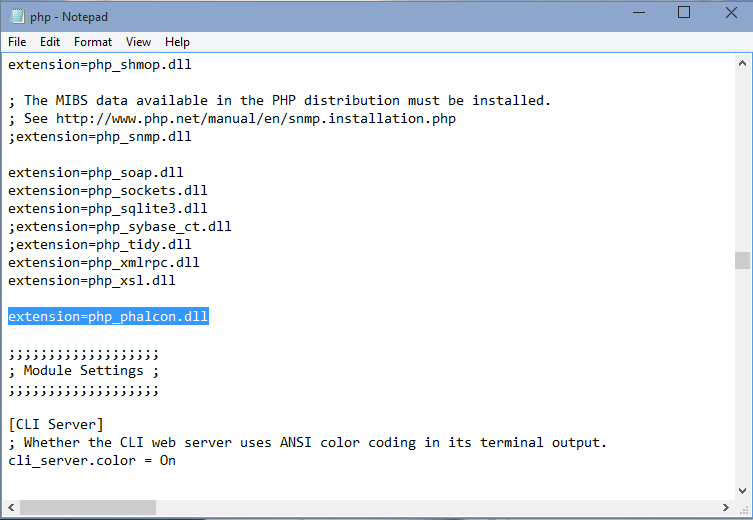 php - Notepad
File Edit Format View Help
extension=php_shmop.dll
; The MIBS data available in the PHP distribution must be installed.
; See http://www.php.net/manual/en/snmp.installation.php
;extension=php_snmp.dll
extension=php_soap.dll
extension=php_sockets.dll
extension=php_sqlite3.dll
;extension=php_sybase_ct.dll
;extension=php_tidy.dll
extension=php_xmlrpc.dll
extension=php_xsl.dll
extension=php_phalcon.dll
;;;;;;;;;;;;;;;;;;;
; Module Settings ;
;;;;;;;;;;;;;;;;;;;
[CLI Server]
; Whether the CLI web server uses ANSI color coding in its terminal output.
cli_server.color = On